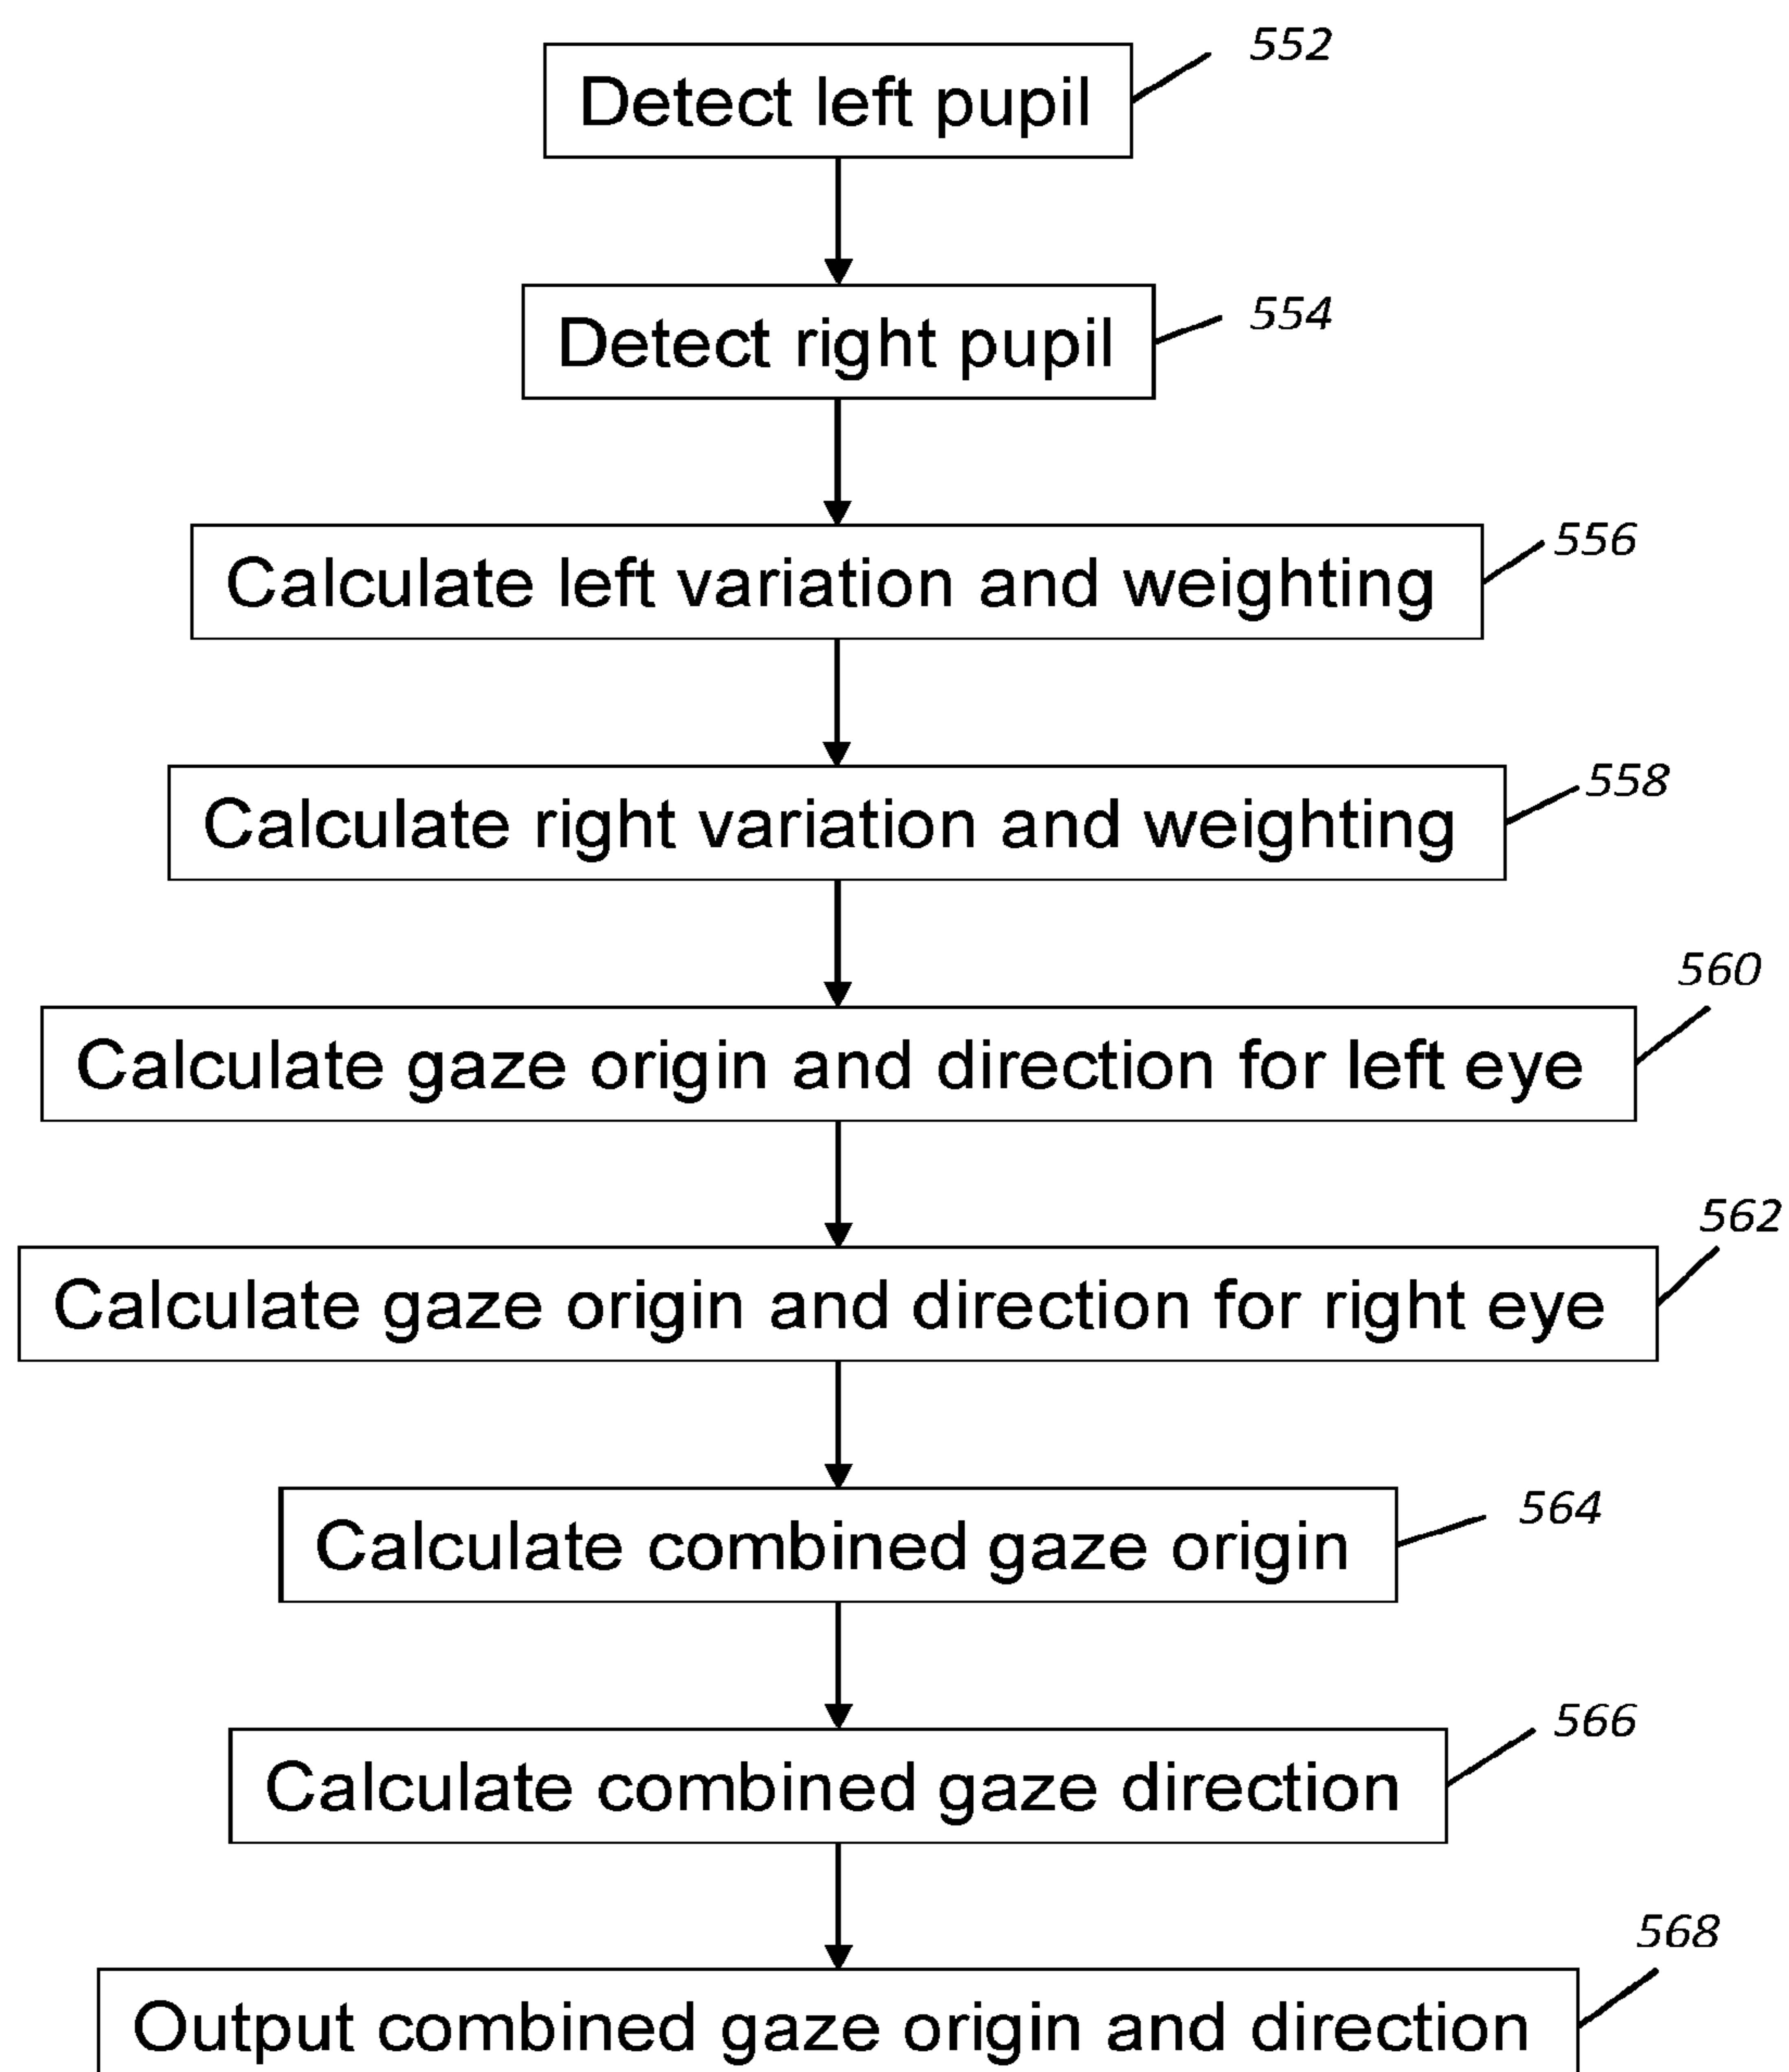 552
Detect left pupil
554
Detect right pupil
556
Calculate left variation and weighting
558
Calculate right variation and weighting
560
Calculate gaze origin and direction for left eye
562
Calculate gaze origin and direction for right eye
564
Calculate combined gaze origin
566
Calculate combined gaze direction
568
Output combined gaze origin and direction